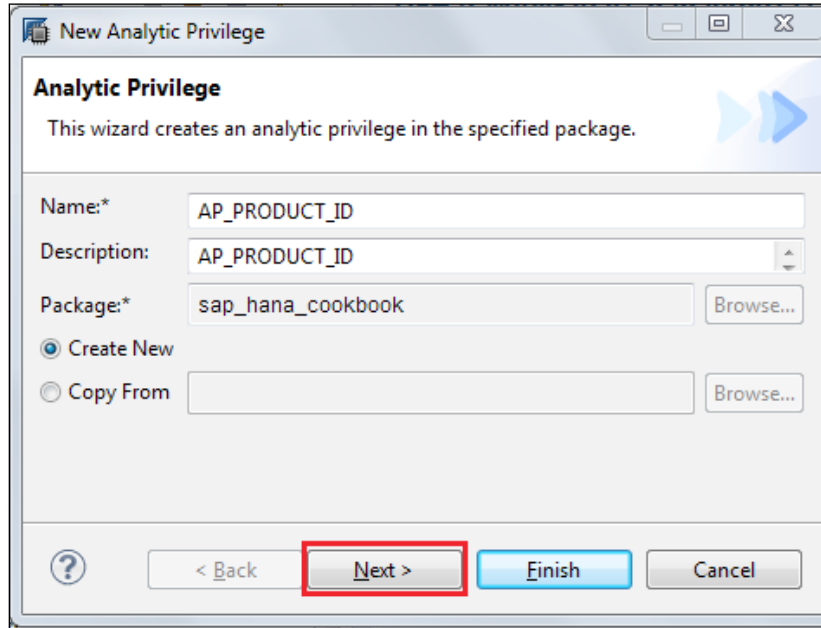 New Analytic Privilege
Analytic Privilege
This wizard creates an analytic privilege in the specified package.
Name:* AP_PRODUCT_ID
Description: AP_PRODUCT_ID
Package:* sap_hana_cookbook Browse...
Create New
Copy From Browse...
? < Back Next > Finish Cancel